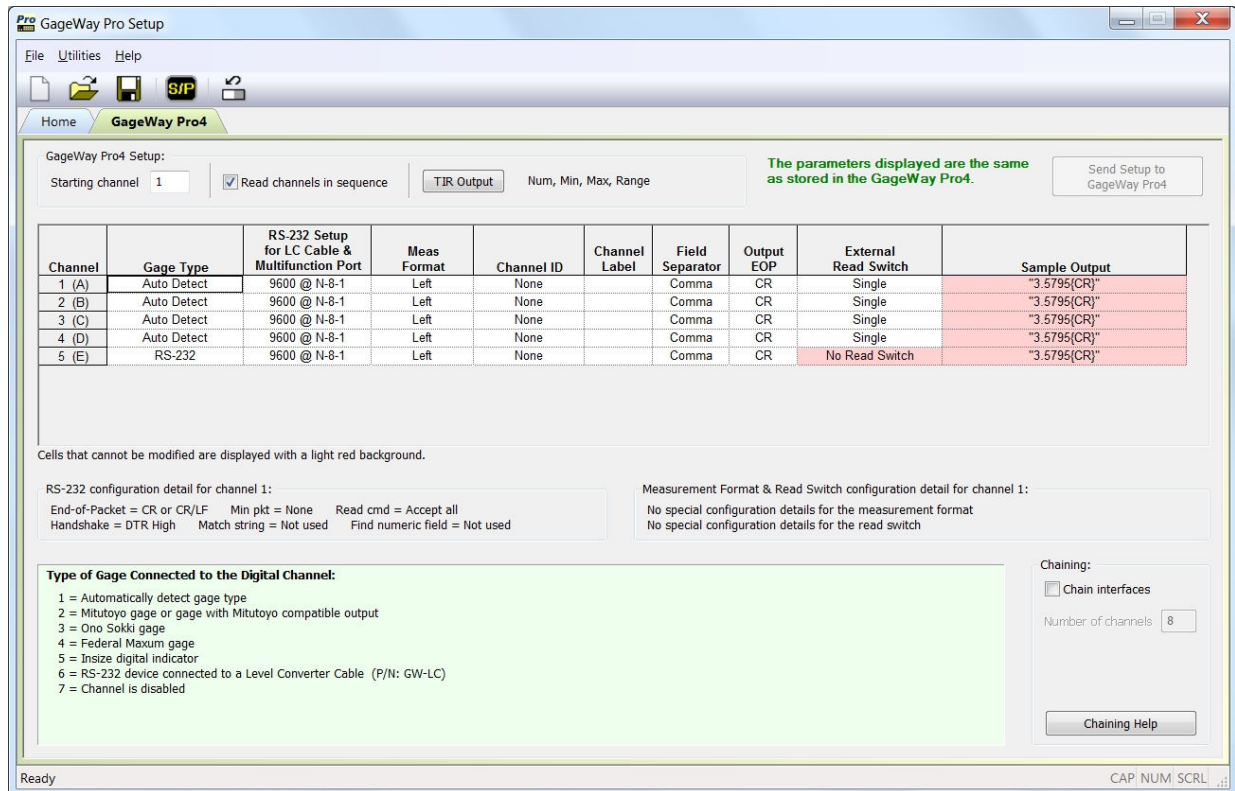 Pro GageWay Pro Setup
File Utilities Help
S/P
Home GageWay Pro4
GageWay Pro4 Setup:
Starting channel 1 Read channels in sequence TIR Output Num, Min, Max, Range
The parameters displayed are the same
as stored in the GageWay Pro4.
Send Setup to
GageWay Pro4
Channel Gage Type RS-232 Setup for LC Cable & Multifunction Port Meas Format Channel ID Channel Label Field Separator Output EOP External Read Switch Sample Output
1 (A) Auto Detect 9600 @ N-8-1 Left None Comma CR Single "3.5795{CR}"
2 (B) Auto Detect 9600 @ N-8-1 Left None Comma CR Single "3.5795{CR}"
3 (C) Auto Detect 9600 @ N-8-1 Left None Comma CR Single "3.5795{CR}"
4 (D) Auto Detect 9600 @ N-8-1 Left None Comma CR Single "3.5795{CR}"
5 (E) RS-232 9600 @ N-8-1 Left None Comma CR No Read Switch "3.5795{CR}"
Cells that cannot be modified are displayed with a light red background.
RS-232 configuration detail for channel 1:
End-of-Packet = CR or CR/LF Min pkt = None Read cmd = Accept all
Handshake = DTR High Match string = Not used Find numeric field = Not used
Measurement Format & Read Switch configuration detail for channel 1:
No special configuration details for the measurement format
No special configuration details for the read switch
Type of Gage Connected to the Digital Channel:
1 = Automatically detect gage type
2 = Mitutoyo gage or gage with Mitutoyo compatible output
3 = Ono Sokki gage
4 = Federal Maxum gage
5 = Insize digital indicator
6 = RS-232 device connected to a Level Converter Cable (P/N: GW-LC)
7 = Channel is disabled
Chaining:
Chain interfaces
Number of channels 8
Chaining Help
Ready CAP NUM SCRL